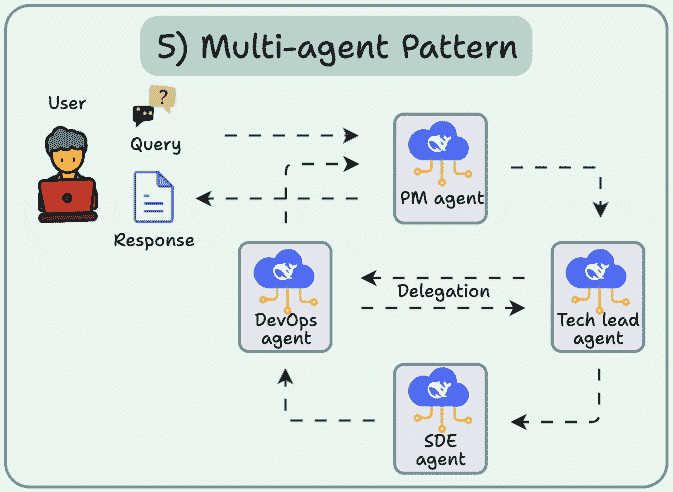 5) Multi-agent Pattern
User
?
Query
Response
PM agent
DevOps
agent
Delegation
Tech lead
agent
SDE
agent